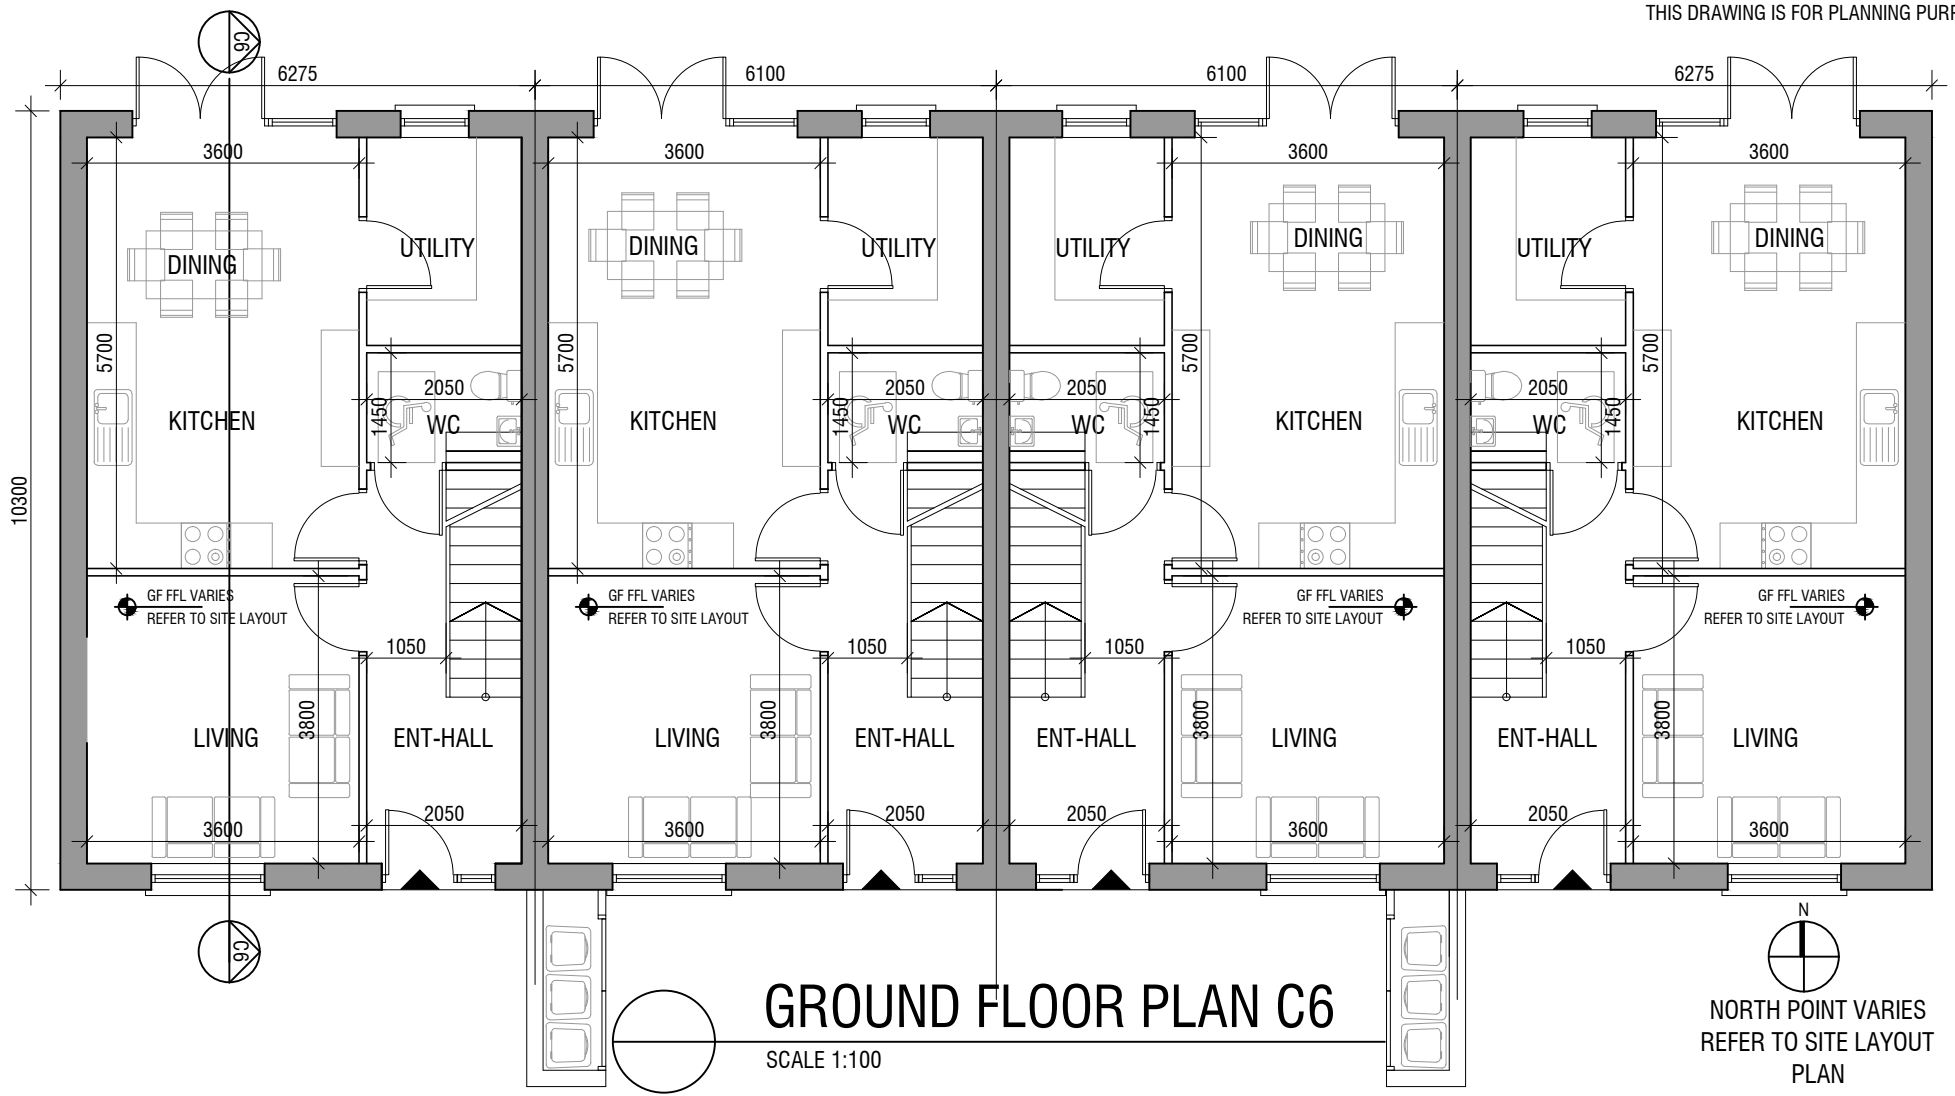 THIS DRAWING IS FOR PLANNING PURP
C6
6275 6100 6100 6275
3600 3600 3600 3600
DINING UTILITY DINING UTILITY UTILITY DINING UTILITY DINING
5700 5700 5700 5700
2050 2050 2050 2050
1450 1450 1450 1450
KITCHEN WC KITCHEN WC WC KITCHEN WC KITCHEN
10300
GF FFL VARIES GF FFL VARIES GF FFL VARIES GF FFL VARIES
REFER TO SITE LAYOUT REFER TO SITE LAYOUT REFER TO SITE LAYOUT REFER TO SITE LAYOUT
1050 1050 1050 1050
3800 3800 3800 3800
LIVING ENT-HALL LIVING ENT-HALL ENT-HALL LIVING ENT-HALL LIVING
2050 2050 2050 2050
3600 3600 3600 3600
C6
N
GROUND FLOOR PLAN C6
SCALE 1:100
NORTH POINT VARIES
REFER TO SITE LAYOUT
PLAN